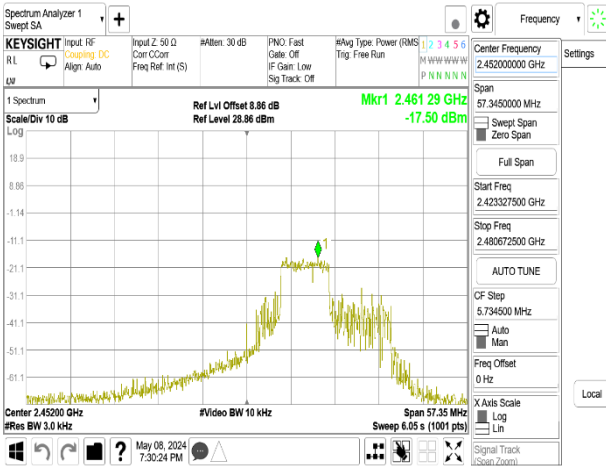 Spectrum Analyzer 1
Swept SA
+
Frequency
KEYSIGHT
RL
Input: RF
Coupling: DC
Align: Auto
Input Z: 50 Ω
Corr CCorr
Freq Ref: Int (S)
#Atten: 30 dB
PNO: Fast
Gate: Off
IF Gain: Low
Sig Track: Off
#Avg Type: Power (RMS
Trig: Free Run
1 2 3 4 5 6
M W W W W W
P N N N N N
1 Spectrum
Scale/Div 10 dB
Log
Ref Lvl Offset 8.86 dB
Ref Level 28.86 dBm
Mkr1 2.461 29 GHz
-17.50 dBm
18.9
8.86
-1.14
-11.1
-21.1
-31.1
-41.1
-51.1
-61.1
1
Center 2.45200 GHz
#Res BW 3.0 kHz
#Video BW 10 kHz
Span 57.35 MHz
Sweep 6.05 s (1001 pts)
Center Frequency
2.452000000 GHz
Span
57.3450000 MHz
Swept Span
Zero Span
Full Span
Start Freq
2.423327500 GHz
Stop Freq
2.480672500 GHz
AUTO TUNE
CF Step
5.734500 MHz
Auto
Man
Freq Offset
0 Hz
X Axis Scale
Log
Lin
Signal Track
(Span Zoom)
Settings
Local
?
May 08, 2024
7:30:24 PM